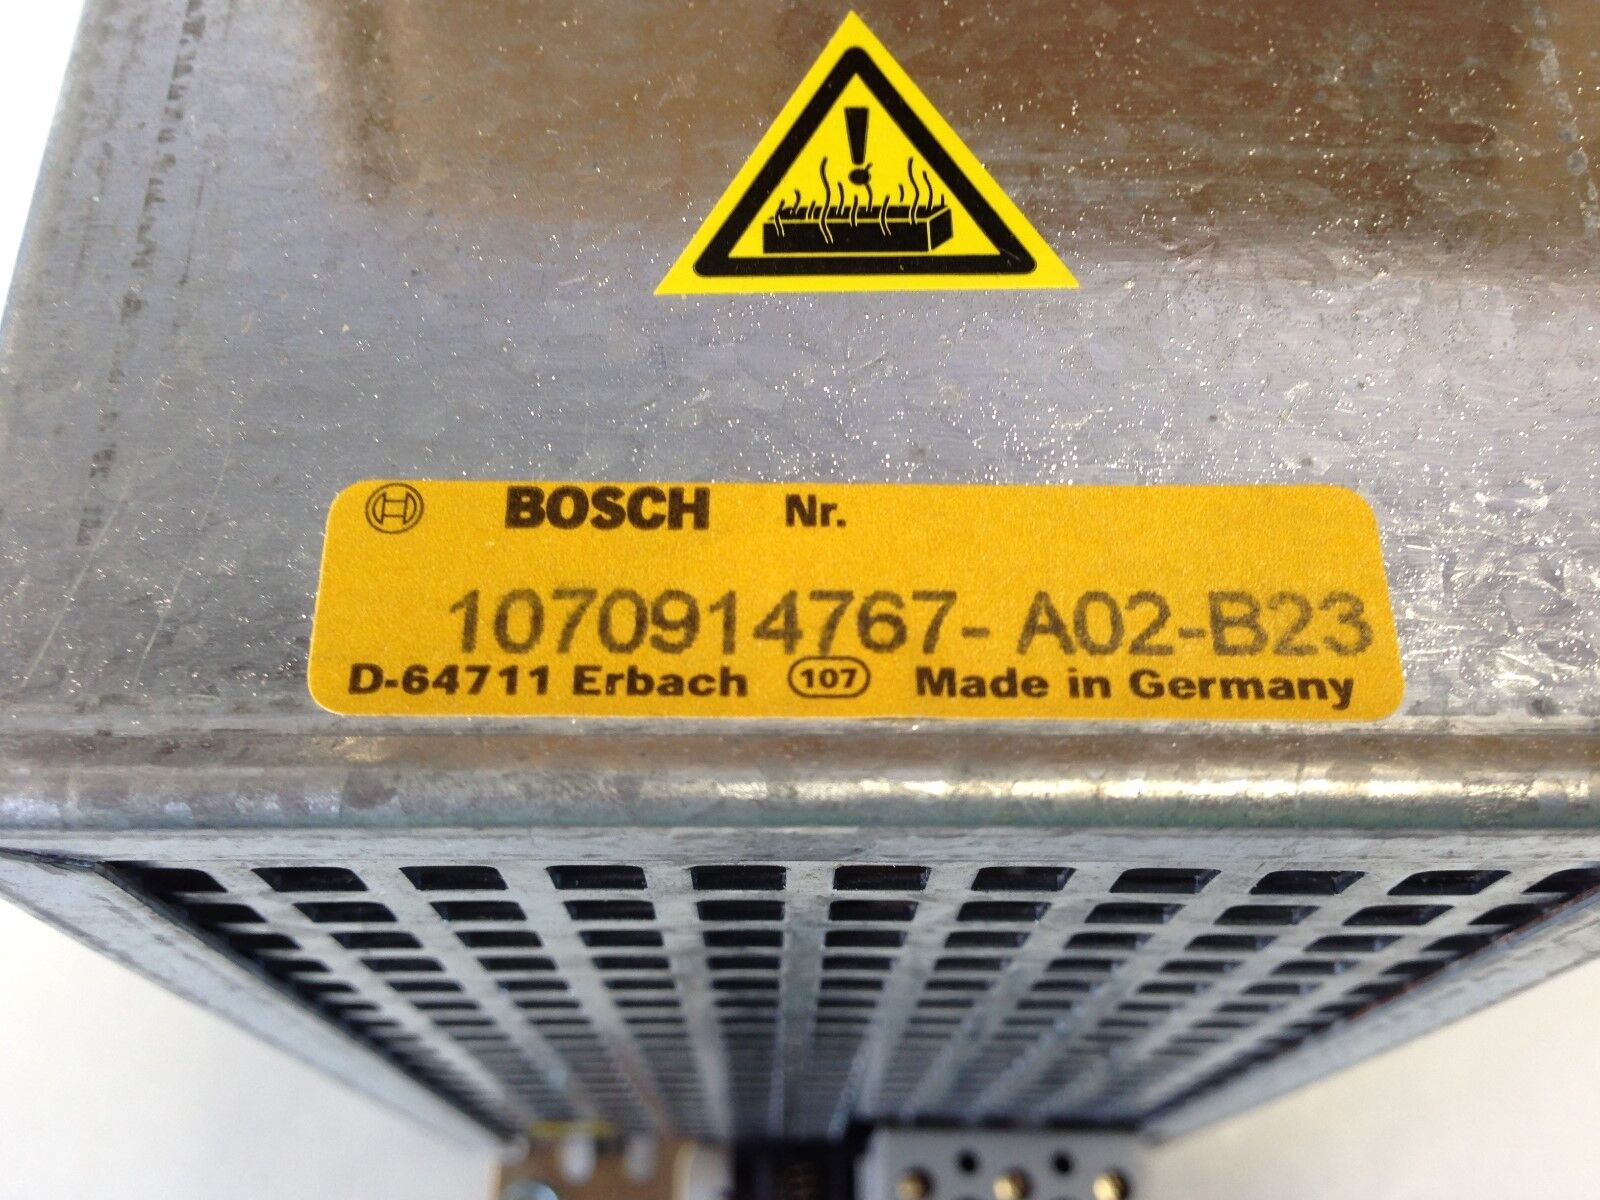 BOSCH Nr.
1070914767- A02-B23
D-64711 Erbach 107 Made in Germany